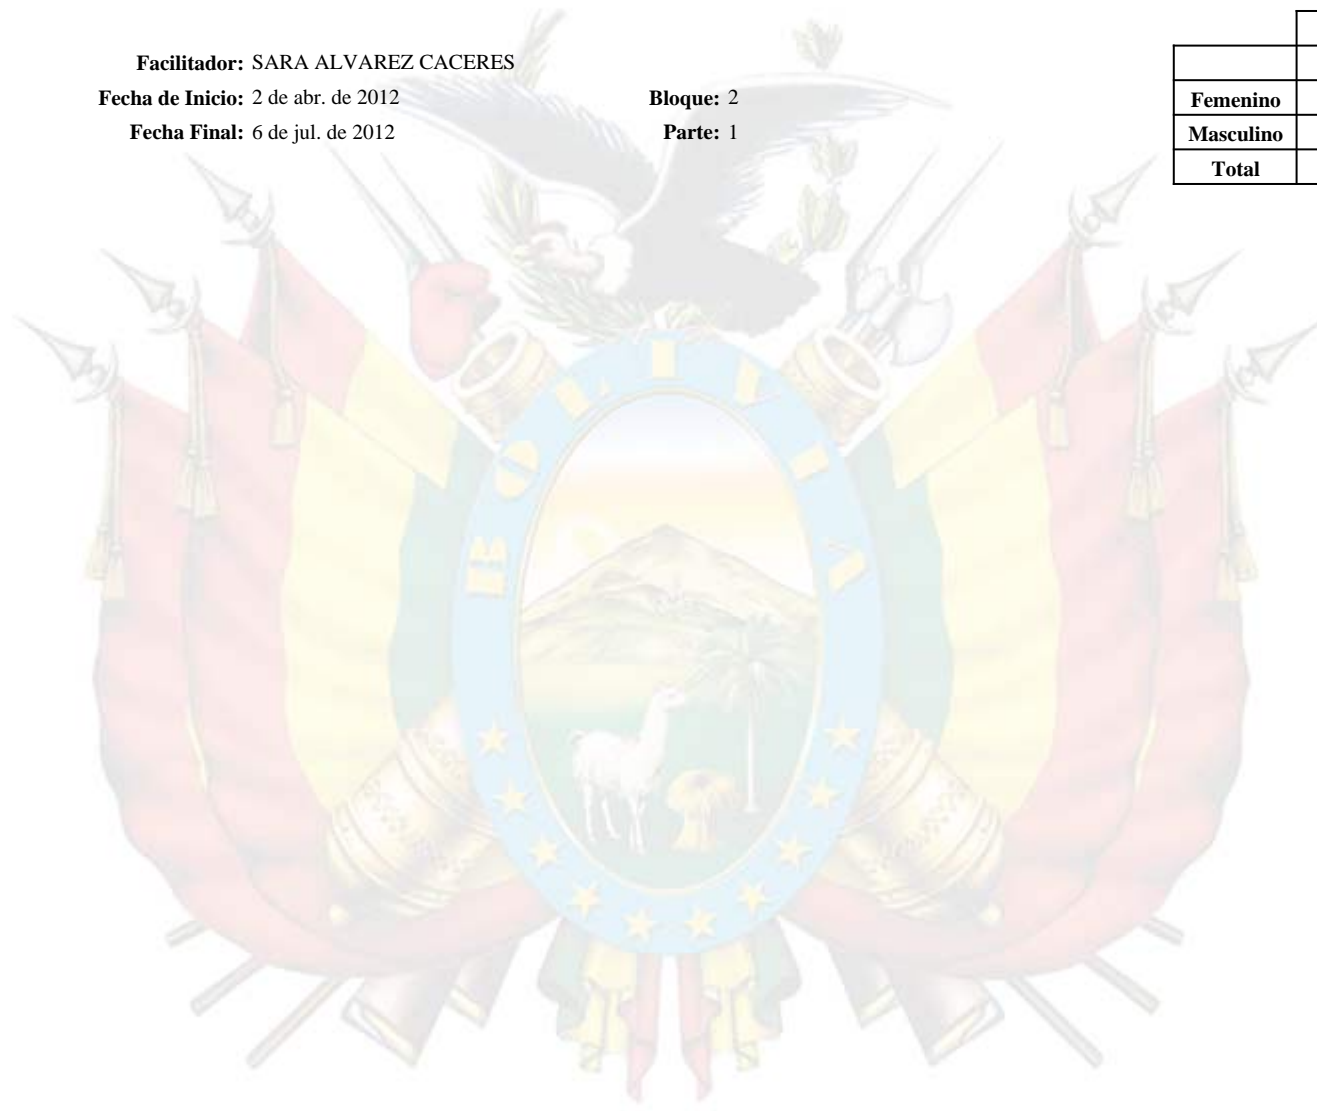 Facilitador: SARA ALVAREZ CACERES
Fecha de Inicio: 2 de abr. de 2012 Bloque: 2
Fecha Final: 6 de jul. de 2012 Parte: 1
Femenino
Masculino
Total
BOLIVIA